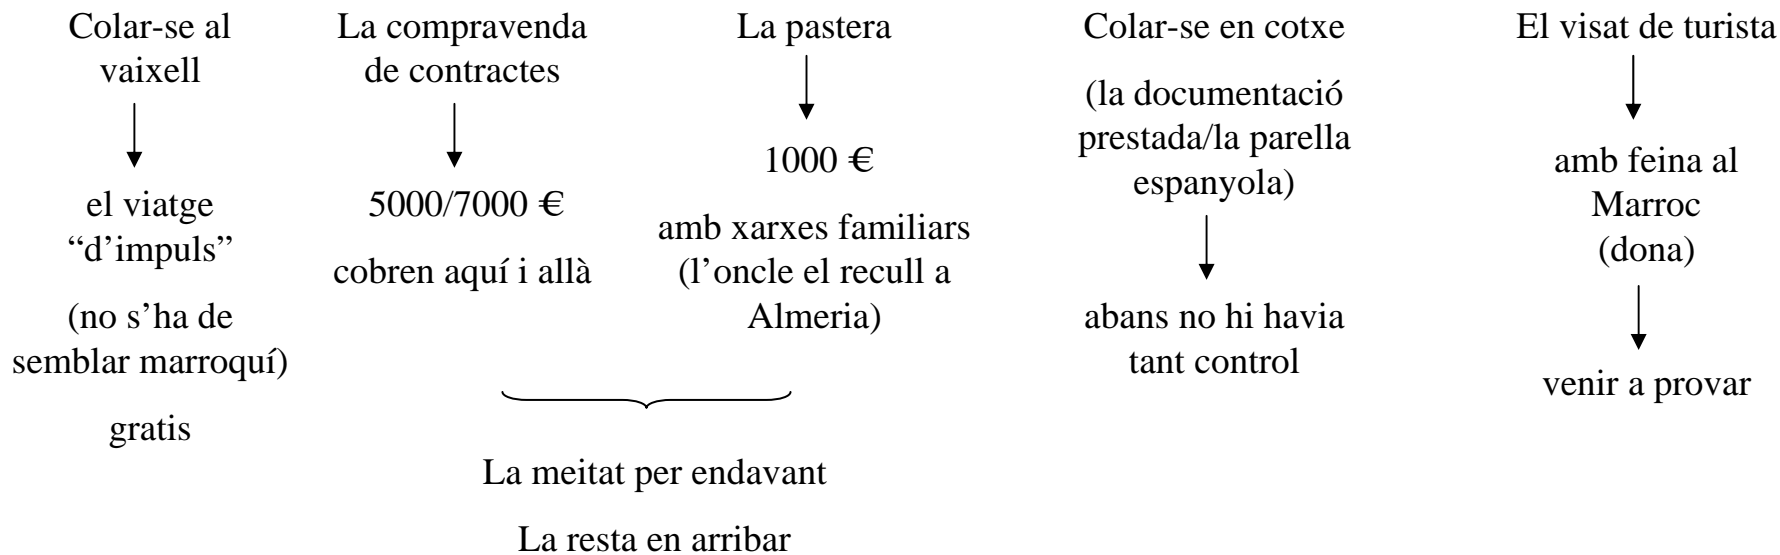 Colar-se al
vaixell
el viatge
“d’impuls”
(no s’ha de
semblar marroquí)
gratis
La compravenda
de contractes
5000/7000 €
cobren aquí i allà
La pastera
1000 €
amb xarxes familiars
(l’oncle el recull a
Almeria)
La meitat per endavant
La resta en arribar
Colar-se en cotxe
(la documentació
prestada/la parella
espanyola)
abans no hi havia
tant control
El visat de turista
amb feina al
Marroc
(dona)
venir a provar